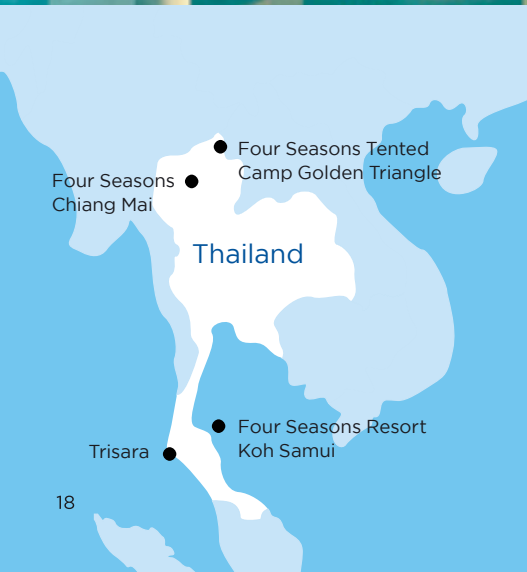 Four Seasons Tented
Camp Golden Triangle
Four Seasons
Chiang Mai
Thailand
Four Seasons Resort
Koh Samui
Trisara
18